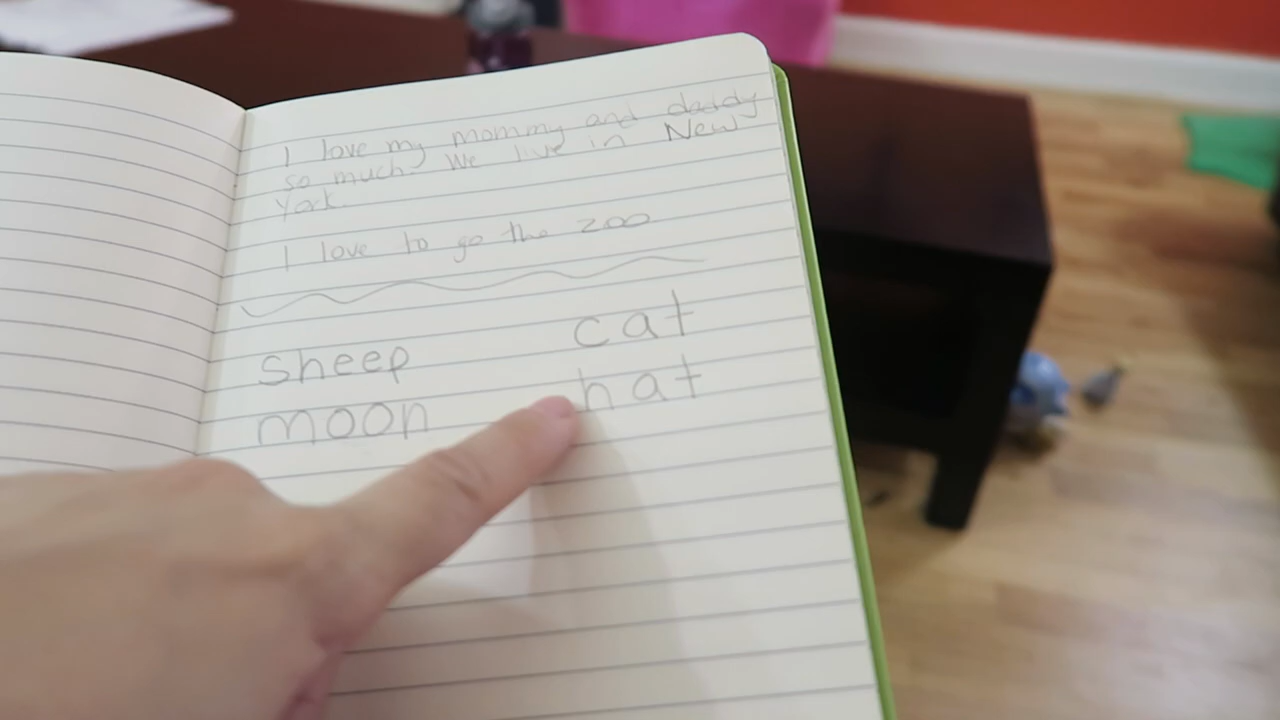 I love my mommy and daddy
so much. We live in New
York.
I love to go the zoo
sheep
moon
cat
hat